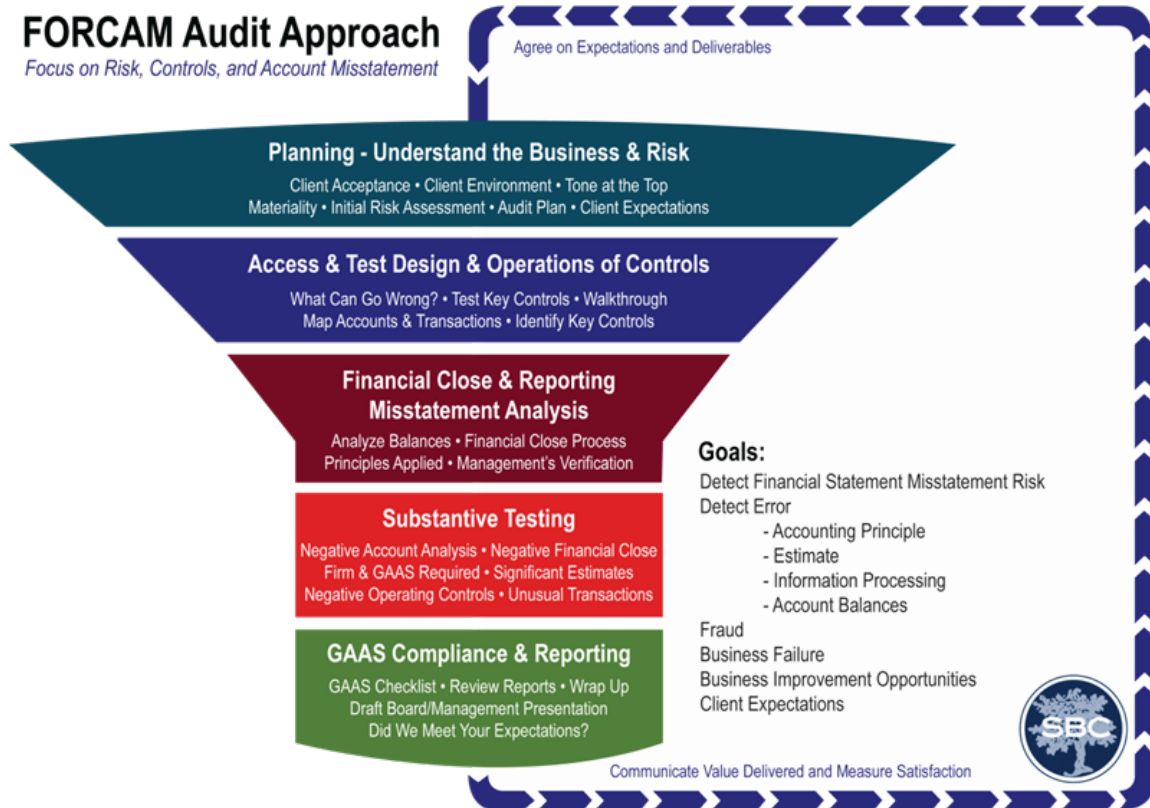 FORCAM Audit Approach
Focus on Risk, Controls, and Account Misstatement
Agree on Expectations and Deliverables
Planning - Understand the Business & Risk
Client Acceptance • Client Environment • Tone at the Top
Materiality • Initial Risk Assessment • Audit Plan • Client Expectations
Access & Test Design & Operations of Controls
What Can Go Wrong? • Test Key Controls • Walkthrough
Map Accounts & Transactions • Identify Key Controls
Financial Close & Reporting
Misstatement Analysis
Analyze Balances • Financial Close Process
Principles Applied • Management's Verification
Substantive Testing
Negative Account Analysis • Negative Financial Close
Firm & GAAS Required • Significant Estimates
Negative Operating Controls • Unusual Transactions
GAAS Compliance & Reporting
GAAS Checklist • Review Reports • Wrap Up
Draft Board/Management Presentation
Did We Meet Your Expectations?
Goals:
Detect Financial Statement Misstatement Risk
Detect Error
- Accounting Principle
- Estimate
- Information Processing
- Account Balances
Fraud
Business Failure
Business Improvement Opportunities
Client Expectations
SBC
Communicate Value Delivered and Measure Satisfaction